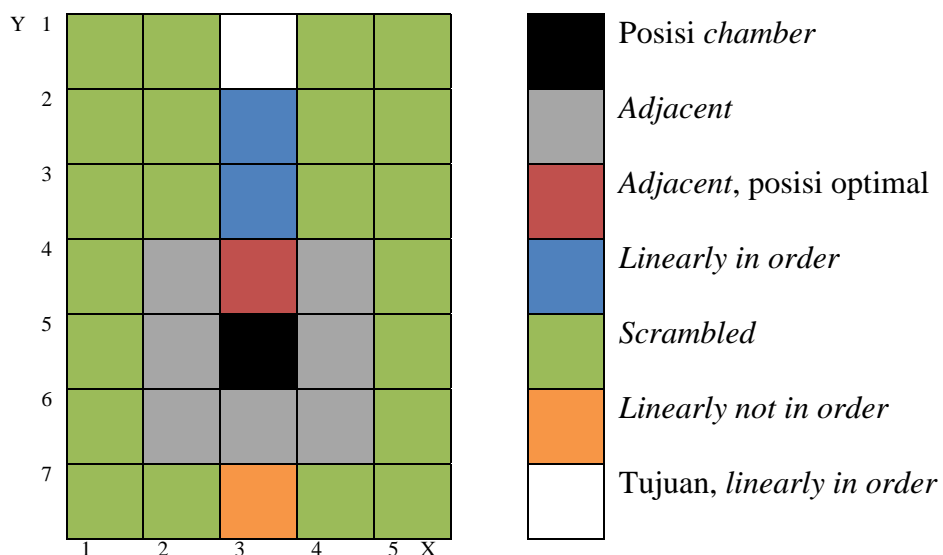 Y 1
2
3
4
5
6
7
1 2 3 4 5 X
Posisi chamber
Adjacent
Adjacent, posisi optimal
Linearly in order
Scrambled
Linearly not in order
Tujuan, linearly in order